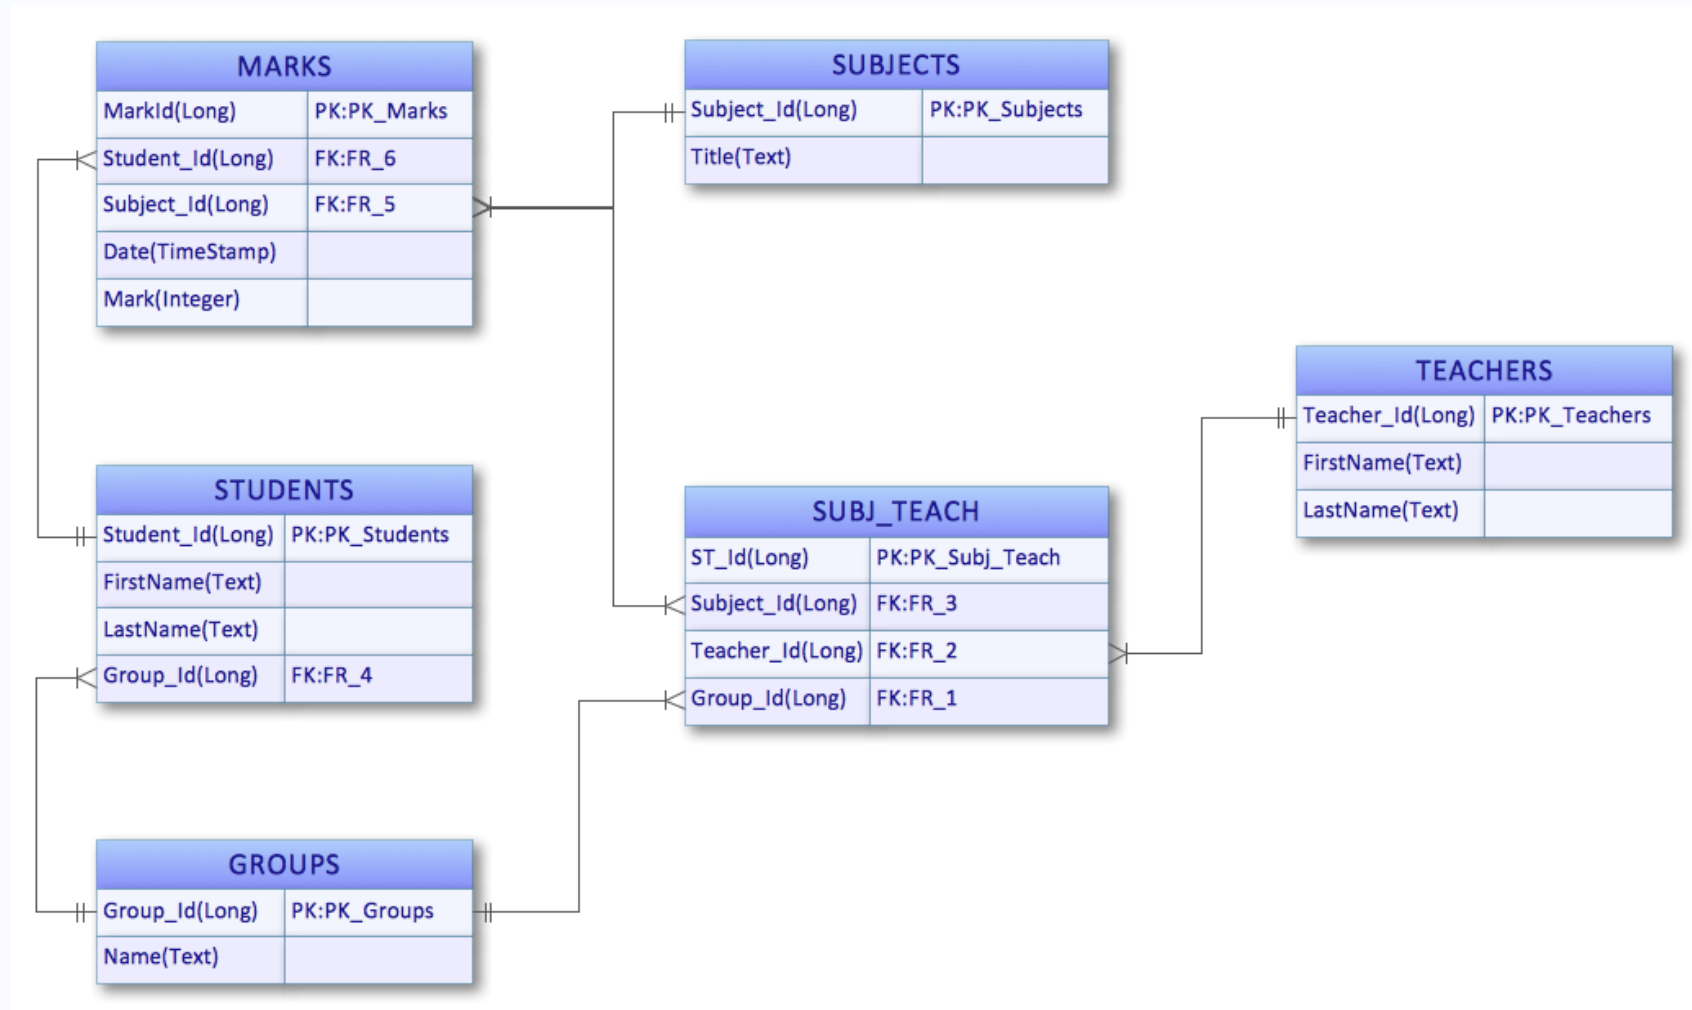 MARKS
MarkId(Long) PK:PK_Marks
Student_Id(Long) FK:FR_6
Subject_Id(Long) FK:FR_5
Date(TimeStamp)
Mark(Integer)
SUBJECTS
Subject_Id(Long) PK:PK_Subjects
Title(Text)
TEACHERS
Teacher_Id(Long) PK:PK_Teachers
FirstName(Text)
LastName(Text)
STUDENTS
Student_Id(Long) PK:PK_Students
FirstName(Text)
LastName(Text)
Group_Id(Long) FK:FR_4
SUBJ_TEACH
ST_Id(Long) PK:PK_Subj_Teach
Subject_Id(Long) FK:FR_3
Teacher_Id(Long) FK:FR_2
Group_Id(Long) FK:FR_1
GROUPS
Group_Id(Long) PK:PK_Groups
Name(Text)